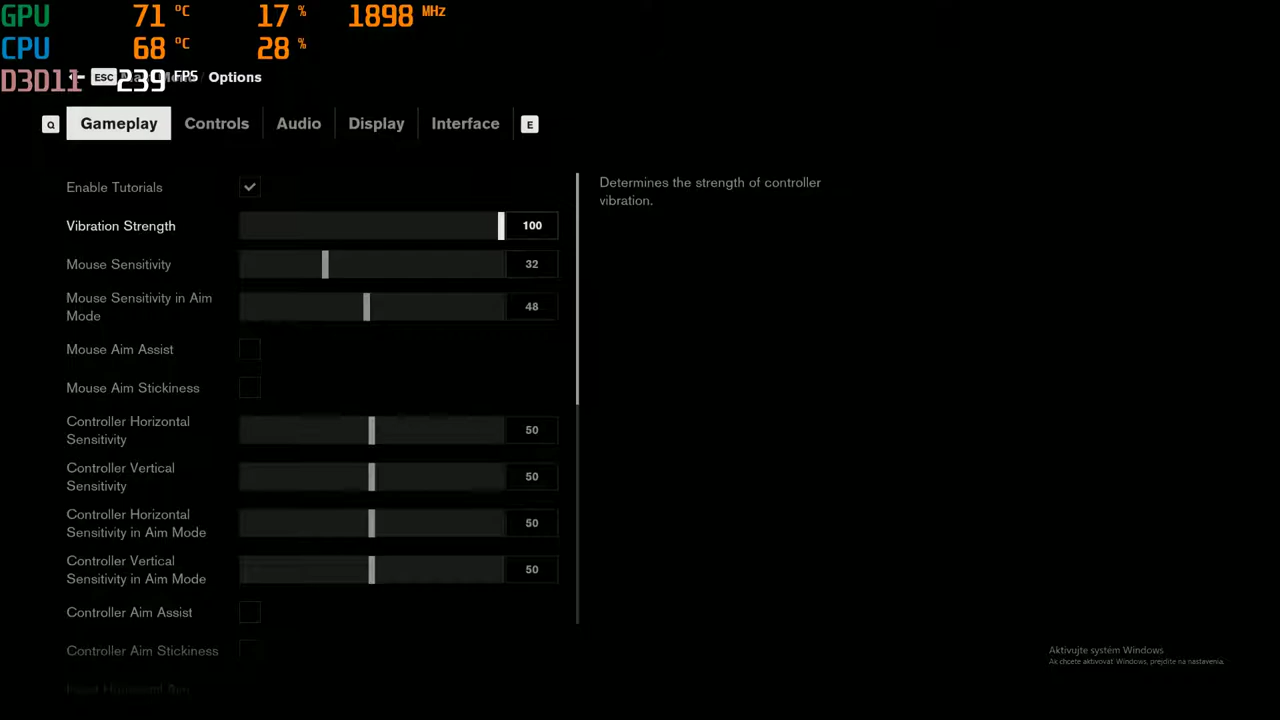 GPU 71 °C 17 % 1898 MHz
CPU 68 °C 28 %
D3D11 239 FPS
ESC Options
Q Gameplay Controls Audio Display Interface E
Enable Tutorials
Vibration Strength 100
Mouse Sensitivity 32
Mouse Sensitivity in Aim
Mode 48
Mouse Aim Assist
Mouse Aim Stickiness
Controller Horizontal
Sensitivity 50
Controller Vertical
Sensitivity 50
Controller Horizontal
Sensitivity in Aim Mode 50
Controller Vertical
Sensitivity in Aim Mode 50
Controller Aim Assist
Controller Aim Stickiness
Determines the strength of controller
vibration.
Aktivujte systém Windows
Ak chcete aktivovať Windows, prejdite na nastavenia.